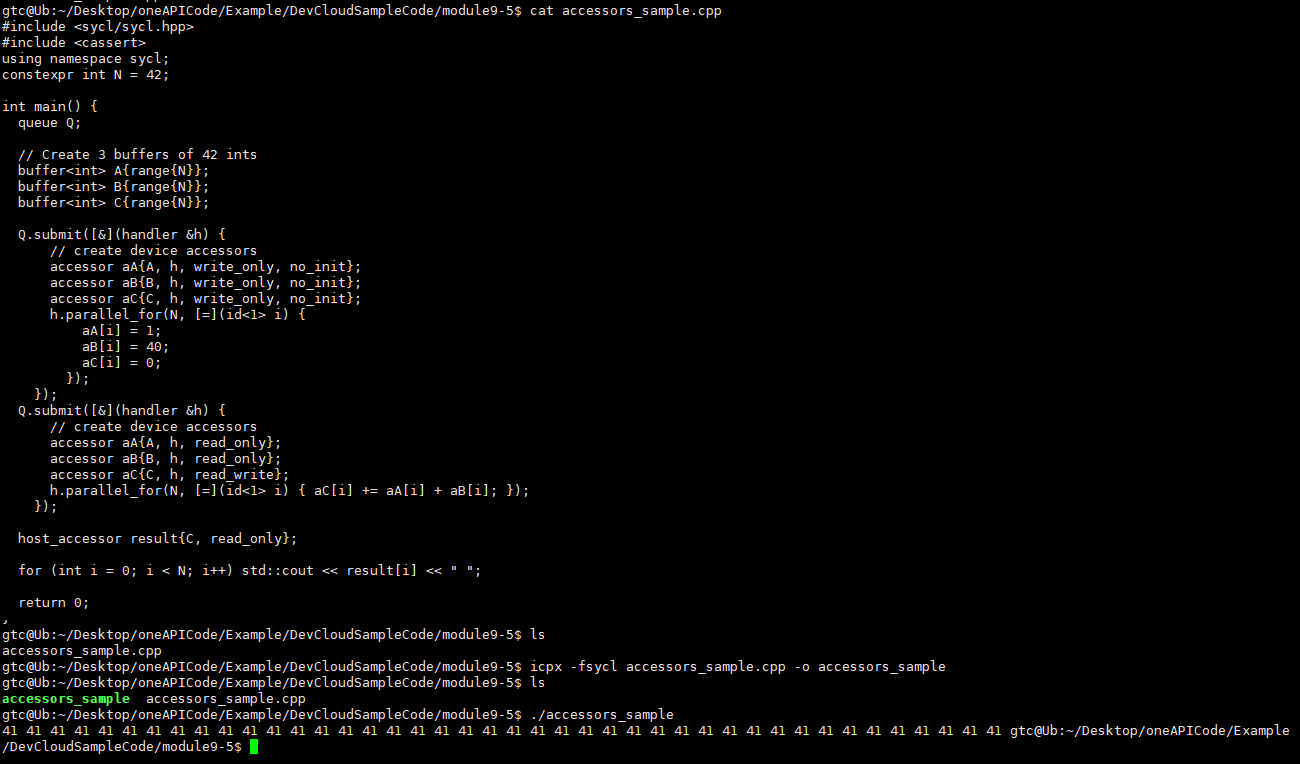 gtc@Ub:~/Desktop/oneAPICode/Example/DevCloudSampleCode/module9-5$ cat accessors_sample.cpp
#include <sycl/sycl.hpp>
#include <cassert>
using namespace sycl;
constexpr int N = 42;

int main() {
  queue Q;

  // Create 3 buffers of 42 ints
  buffer<int> A{range{N}};
  buffer<int> B{range{N}};
  buffer<int> C{range{N}};

  Q.submit([&](handler &h) {
      // create device accessors
      accessor aA{A, h, write_only, no_init};
      accessor aB{B, h, write_only, no_init};
      accessor aC{C, h, write_only, no_init};
      h.parallel_for(N, [=](id<1> i) {
          aA[i] = 1;
          aB[i] = 40;
          aC[i] = 0;
        });
    });
  Q.submit([&](handler &h) {
      // create device accessors
      accessor aA{A, h, read_only};
      accessor aB{B, h, read_only};
      accessor aC{C, h, read_write};
      h.parallel_for(N, [=](id<1> i) { aC[i] += aA[i] + aB[i]; });
    });

  host_accessor result{C, read_only};

  for (int i = 0; i < N; i++) std::cout << result[i] << " ";

  return 0;
}
gtc@Ub:~/Desktop/oneAPICode/Example/DevCloudSampleCode/module9-5$ ls
accessors_sample.cpp
gtc@Ub:~/Desktop/oneAPICode/Example/DevCloudSampleCode/module9-5$ icpx -fsycl accessors_sample.cpp -o accessors_sample
gtc@Ub:~/Desktop/oneAPICode/Example/DevCloudSampleCode/module9-5$ ls
accessors_sample  accessors_sample.cpp
gtc@Ub:~/Desktop/oneAPICode/Example/DevCloudSampleCode/module9-5$ ./accessors_sample
41 41 41 41 41 41 41 41 41 41 41 41 41 41 41 41 41 41 41 41 41 41 41 41 41 41 41 41 41 41 41 41 41 41 41 41 41 41 41 41 41 41 gtc@Ub:~/Desktop/oneAPICode/Example
/DevCloudSampleCode/module9-5$